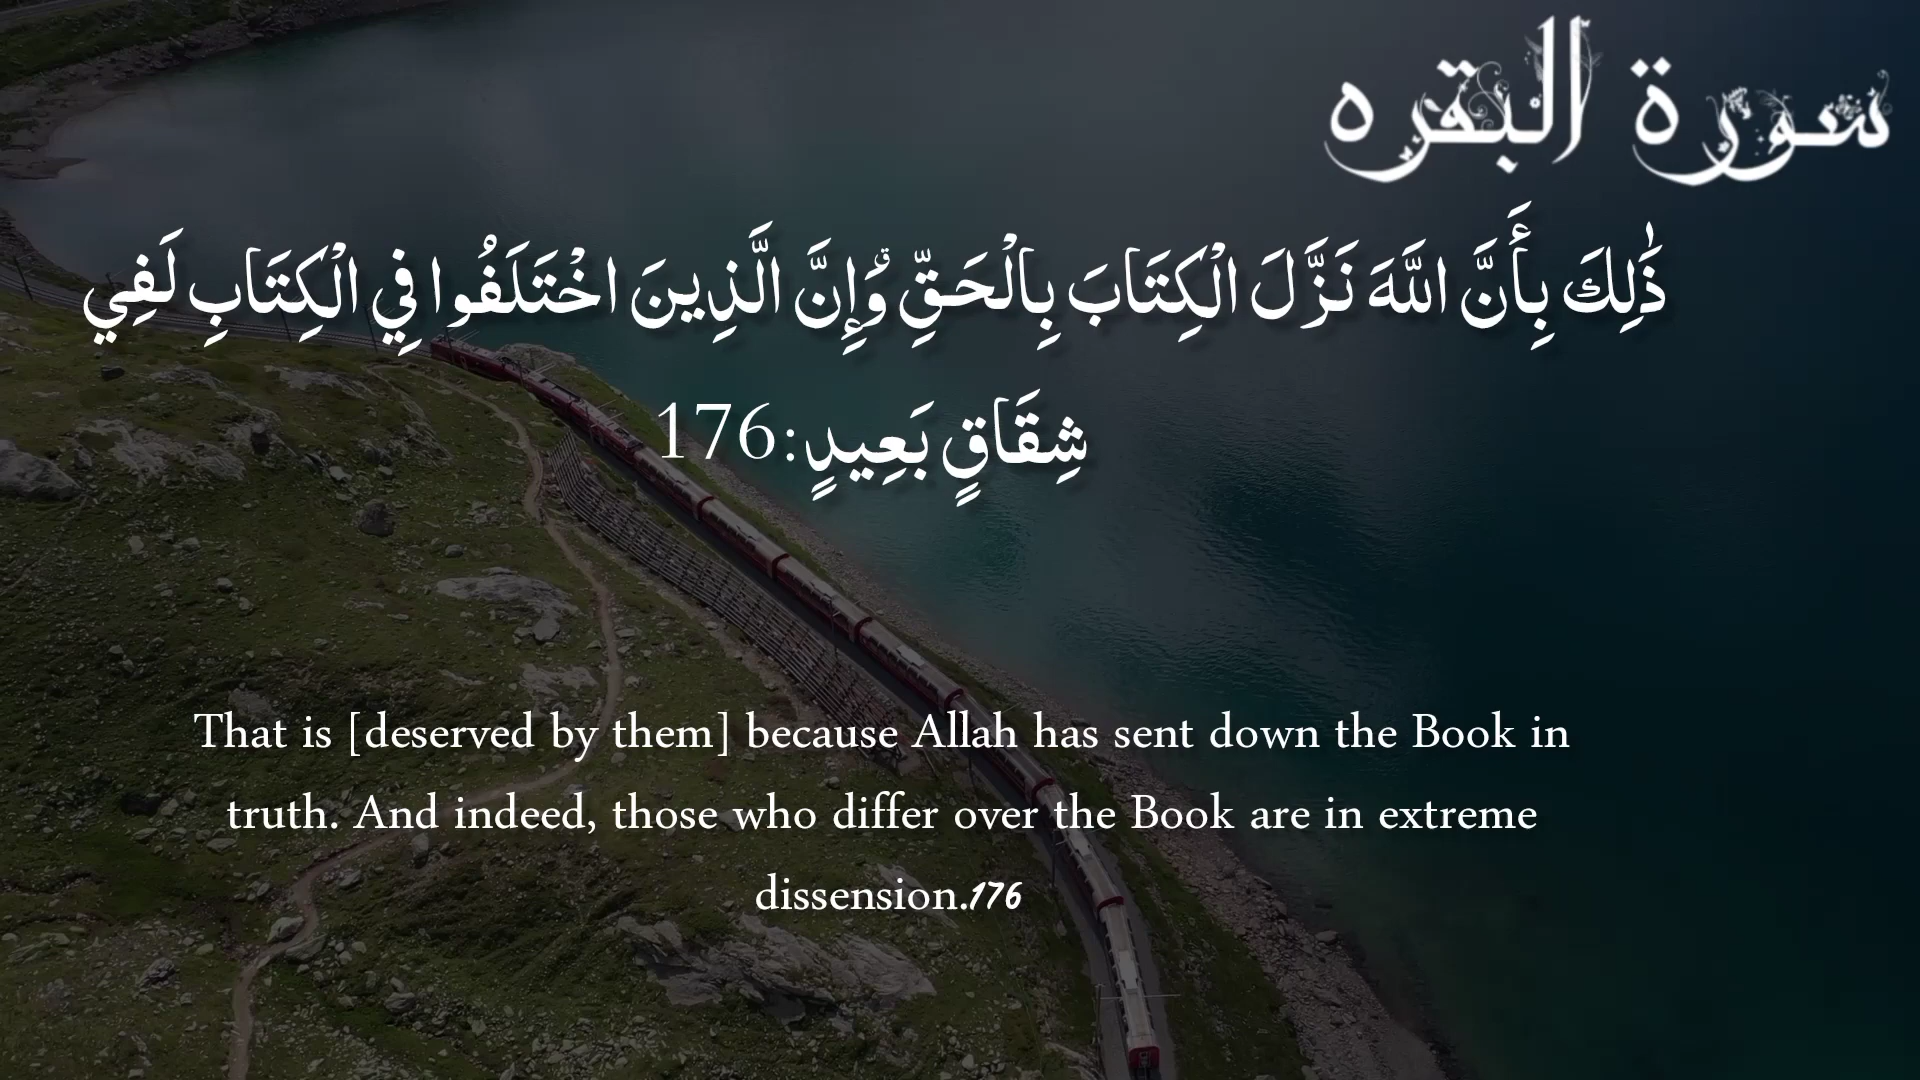 سورة البقره
ذَٰلِكَ بِأَنَّ اللَّهَ نَزَّلَ الْكِتَابَ بِالْحَقِّ ۗ وَإِنَّ الَّذِينَ اخْتَلَفُوا فِي الْكِتَابِ لَفِي
شِقَاقٍ بَعِيدٍ:176
That is [deserved by them] because Allah has sent down the Book in
truth. And indeed, those who differ over the Book are in extreme
dissension.176